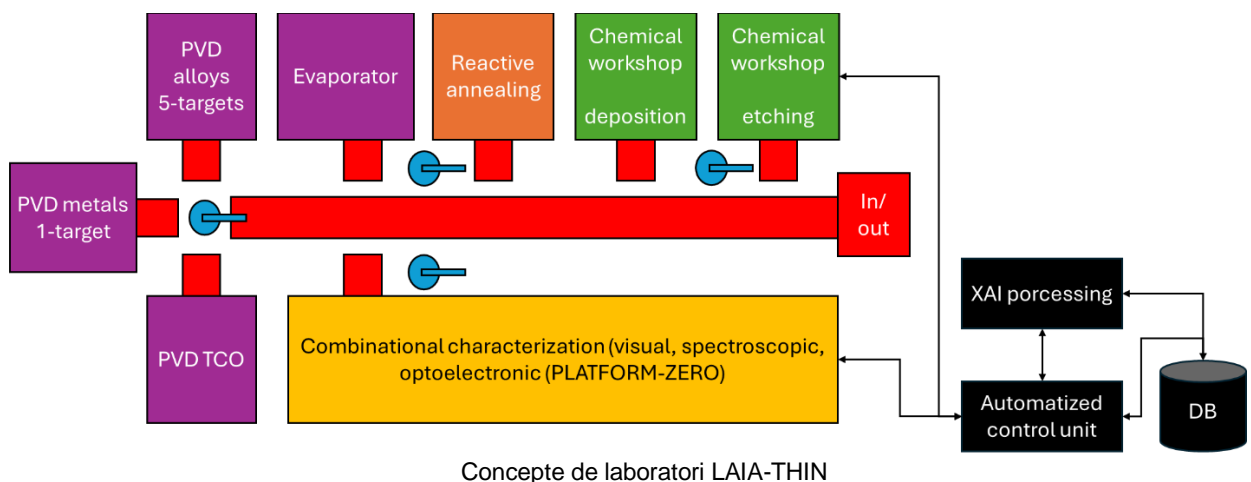 PVD
alloys
5-targets
Evaporator
Reactive
annealing
Chemical
workshop
deposition
Chemical
workshop
etching
PVD metals
1-target
In/
out
PVD TCO
Combinational characterization (visual, spectroscopic,
optoelectronic (PLATFORM-ZERO)
XAI porcessing
Automatized
control unit
DB
Concepte de laboratori LAIA-THIN